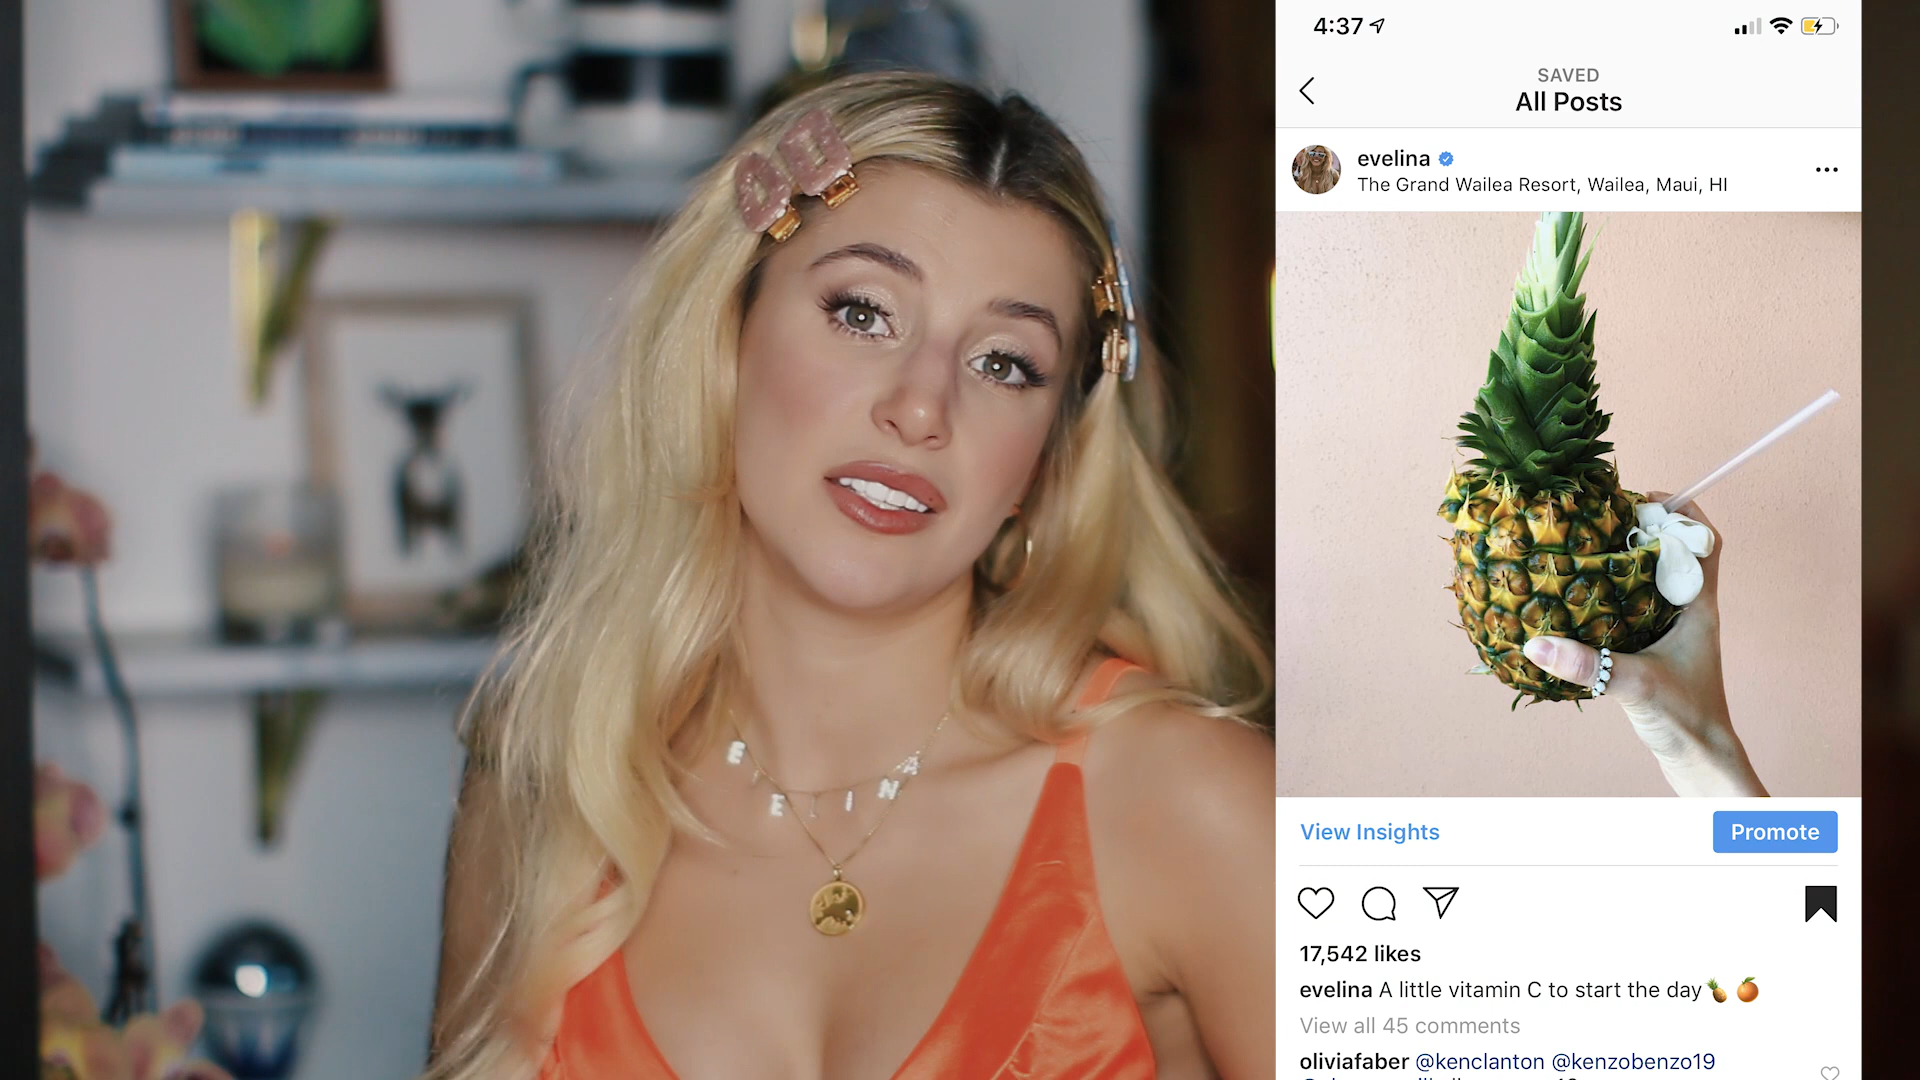 4:37
SAVED
All Posts
evelina
The Grand Wailea Resort, Wailea, Maui, HI
E E I N A
View Insights
Promote
17,542 likes
evelina A little vitamin C to start the day🍍 🍊
View all 45 comments
oliviafaber @kenclanton @kenzobenzo19